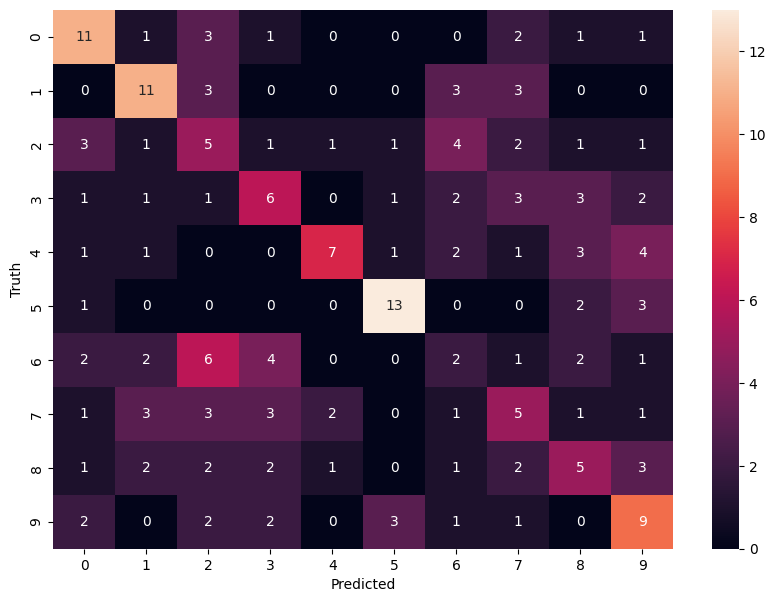 0 11 1 3 1 0 0 0 2 1 1
1 0 11 3 0 0 0 3 3 0 0
2 3 1 5 1 1 1 4 2 1 1
3 1 1 1 6 0 1 2 3 3 2
4 1 1 0 0 7 1 2 1 3 4
5 1 0 0 0 0 13 0 0 2 3
6 2 2 6 4 0 0 2 1 2 1
7 1 3 3 3 2 0 1 5 1 1
8 1 2 2 2 1 0 1 2 5 3
9 2 0 2 2 0 3 1 1 0 9
0 1 2 3 4 5 6 7 8 9
Predicted
Truth
12
10
8
6
4
2
0